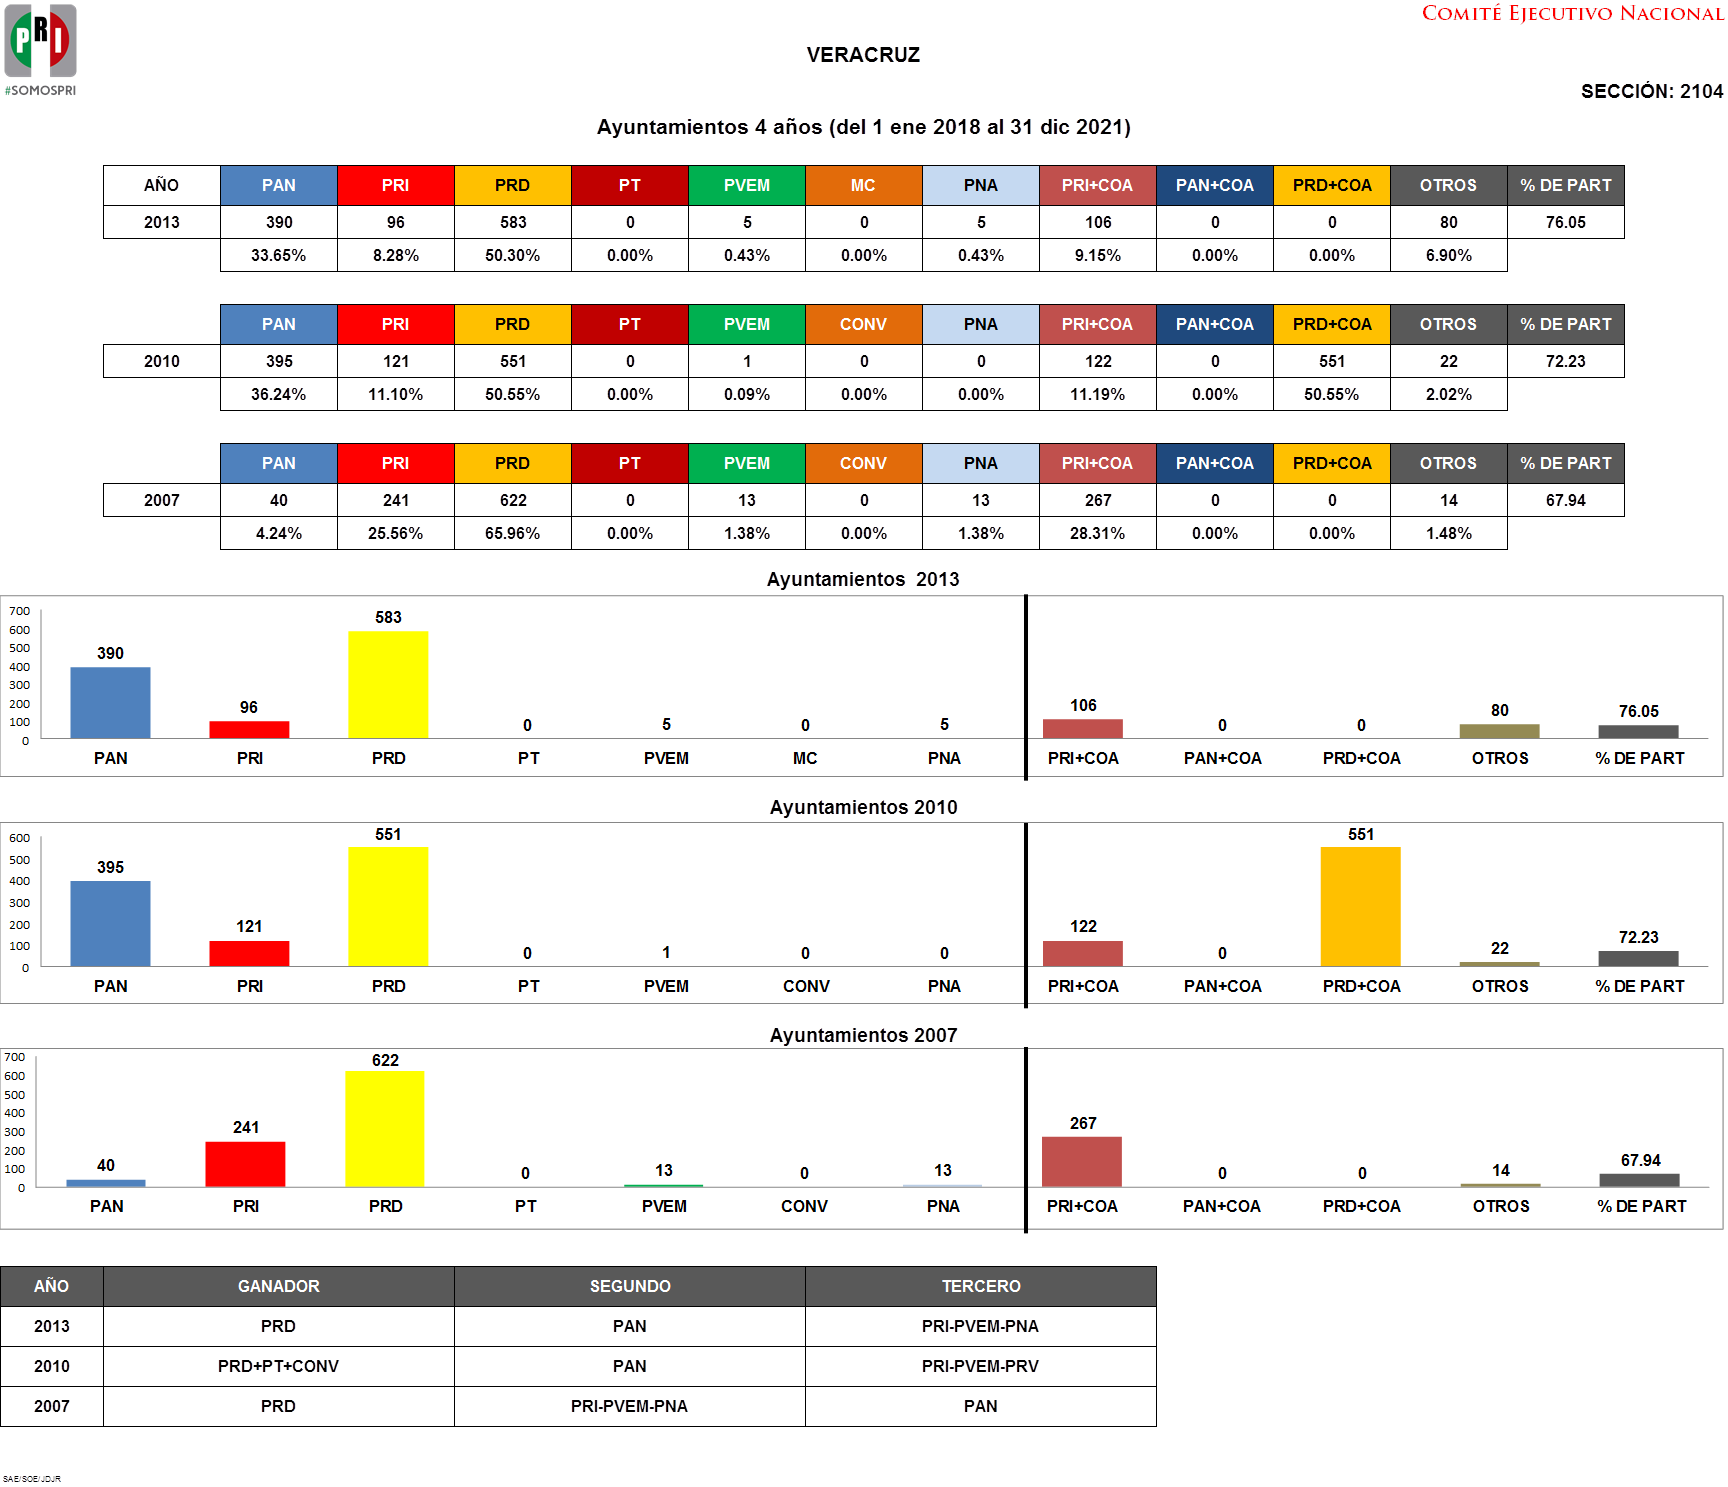 COMITÉ EJECUTIVO NACIONAL
PRI
#SOMOSPRI
VERACRUZ
SECCIÓN: 2104
Ayuntamientos 4 años (del 1 ene 2018 al 31 dic 2021)
AÑO PAN PRI PRD PT PVEM MC PNA PRI+COA PAN+COA PRD+COA OTROS % DE PART
2013 390 96 583 0 5 0 5 106 0 0 80 76.05
33.65% 8.28% 50.30% 0.00% 0.43% 0.00% 0.43% 9.15% 0.00% 0.00% 6.90%
PAN PRI PRD PT PVEM CONV PNA PRI+COA PAN+COA PRD+COA OTROS % DE PART
2010 395 121 551 0 1 0 0 122 0 551 22 72.23
36.24% 11.10% 50.55% 0.00% 0.09% 0.00% 0.00% 11.19% 0.00% 50.55% 2.02%
PAN PRI PRD PT PVEM CONV PNA PRI+COA PAN+COA PRD+COA OTROS % DE PART
2007 40 241 622 0 13 0 13 267 0 0 14 67.94
4.24% 25.56% 65.96% 0.00% 1.38% 0.00% 1.38% 28.31% 0.00% 0.00% 1.48%
Ayuntamientos 2013
700
600
500
400
300
200
100
0
390 96 583 0 5 0 5 106 0 0 80 76.05
PAN PRI PRD PT PVEM MC PNA PRI+COA PAN+COA PRD+COA OTROS % DE PART
Ayuntamientos 2010
600
500
400
300
200
100
0
395 121 551 0 1 0 0 122 0 551 22 72.23
PAN PRI PRD PT PVEM CONV PNA PRI+COA PAN+COA PRD+COA OTROS % DE PART
Ayuntamientos 2007
700
600
500
400
300
200
100
0
40 241 622 0 13 0 13 267 0 0 14 67.94
PAN PRI PRD PT PVEM CONV PNA PRI+COA PAN+COA PRD+COA OTROS % DE PART
AÑO GANADOR SEGUNDO TERCERO
2013 PRD PAN PRI-PVEM-PNA
2010 PRD+PT+CONV PAN PRI-PVEM-PRV
2007 PRD PRI-PVEM-PNA PAN
SAE/SOE/JDJR